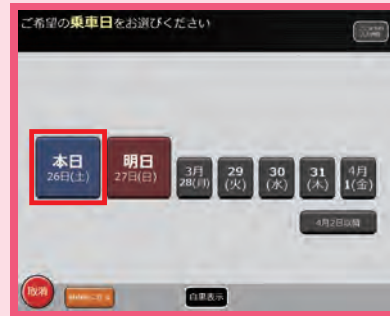 ご希望の乗車日をお選びください
本日
26日(土)
明日
27日(日)
3月
28(月)
29
(火)
30
(水)
31
(木)
4月
1(金)
4月2日以降
取消
白黒表示